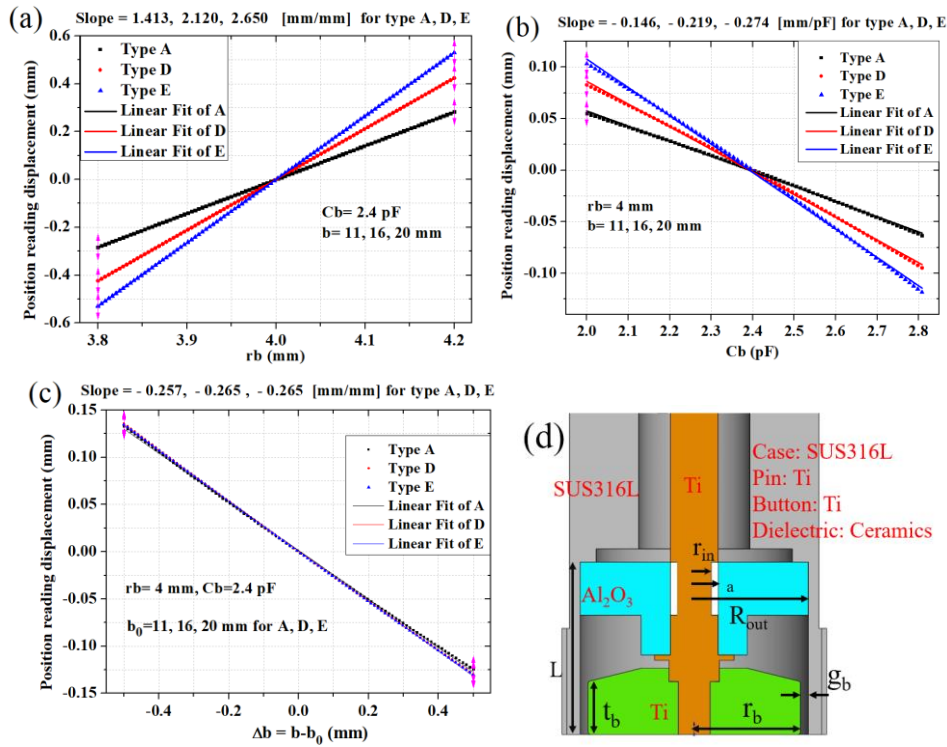 (a)
Slope = 1.413, 2.120, 2.650 [mm/mm] for type A, D, E
Position reading displacement (mm)
0.6
0.4
0.2
0.0
-0.2
-0.4
-0.6
Type A
Type D
Type E
Linear Fit of A
Linear Fit of D
Linear Fit of E
Cb= 2.4 pF
b= 11, 16, 20 mm
3.8 3.9 4.0 4.1 4.2
rb (mm)
(b)
Slope = - 0.146, - 0.219, - 0.274 [mm/pF] for type A, D, E
Position reading displacement (mm)
0.10
0.05
0.00
-0.05
-0.10
Type A
Type D
Type E
Linear Fit of A
Linear Fit of D
Linear Fit of E
rb= 4 mm
b= 11, 16, 20 mm
2.0 2.1 2.2 2.3 2.4 2.5 2.6 2.7 2.8
Cb (pF)
(c)
Slope = - 0.257, - 0.265, - 0.265 [mm/mm] for type A, D, E
Position reading displacement (mm)
0.15
0.10
0.05
0.00
-0.05
-0.10
-0.15
Type A
Type D
Type E
Linear Fit of A
Linear Fit of D
Linear Fit of E
rb= 4 mm, Cb=2.4 pF
b0=11, 16, 20 mm for A, D, E
-0.4 -0.2 0.0 0.2 0.4
Δb = b-b0 (mm)
(d)
Case: SUS316L
Pin: Ti
Button: Ti
Dielectric: Ceramics
SUS316L
Ti
rin
a
Al2O3
Rout
L
gb
tb
Ti
rb